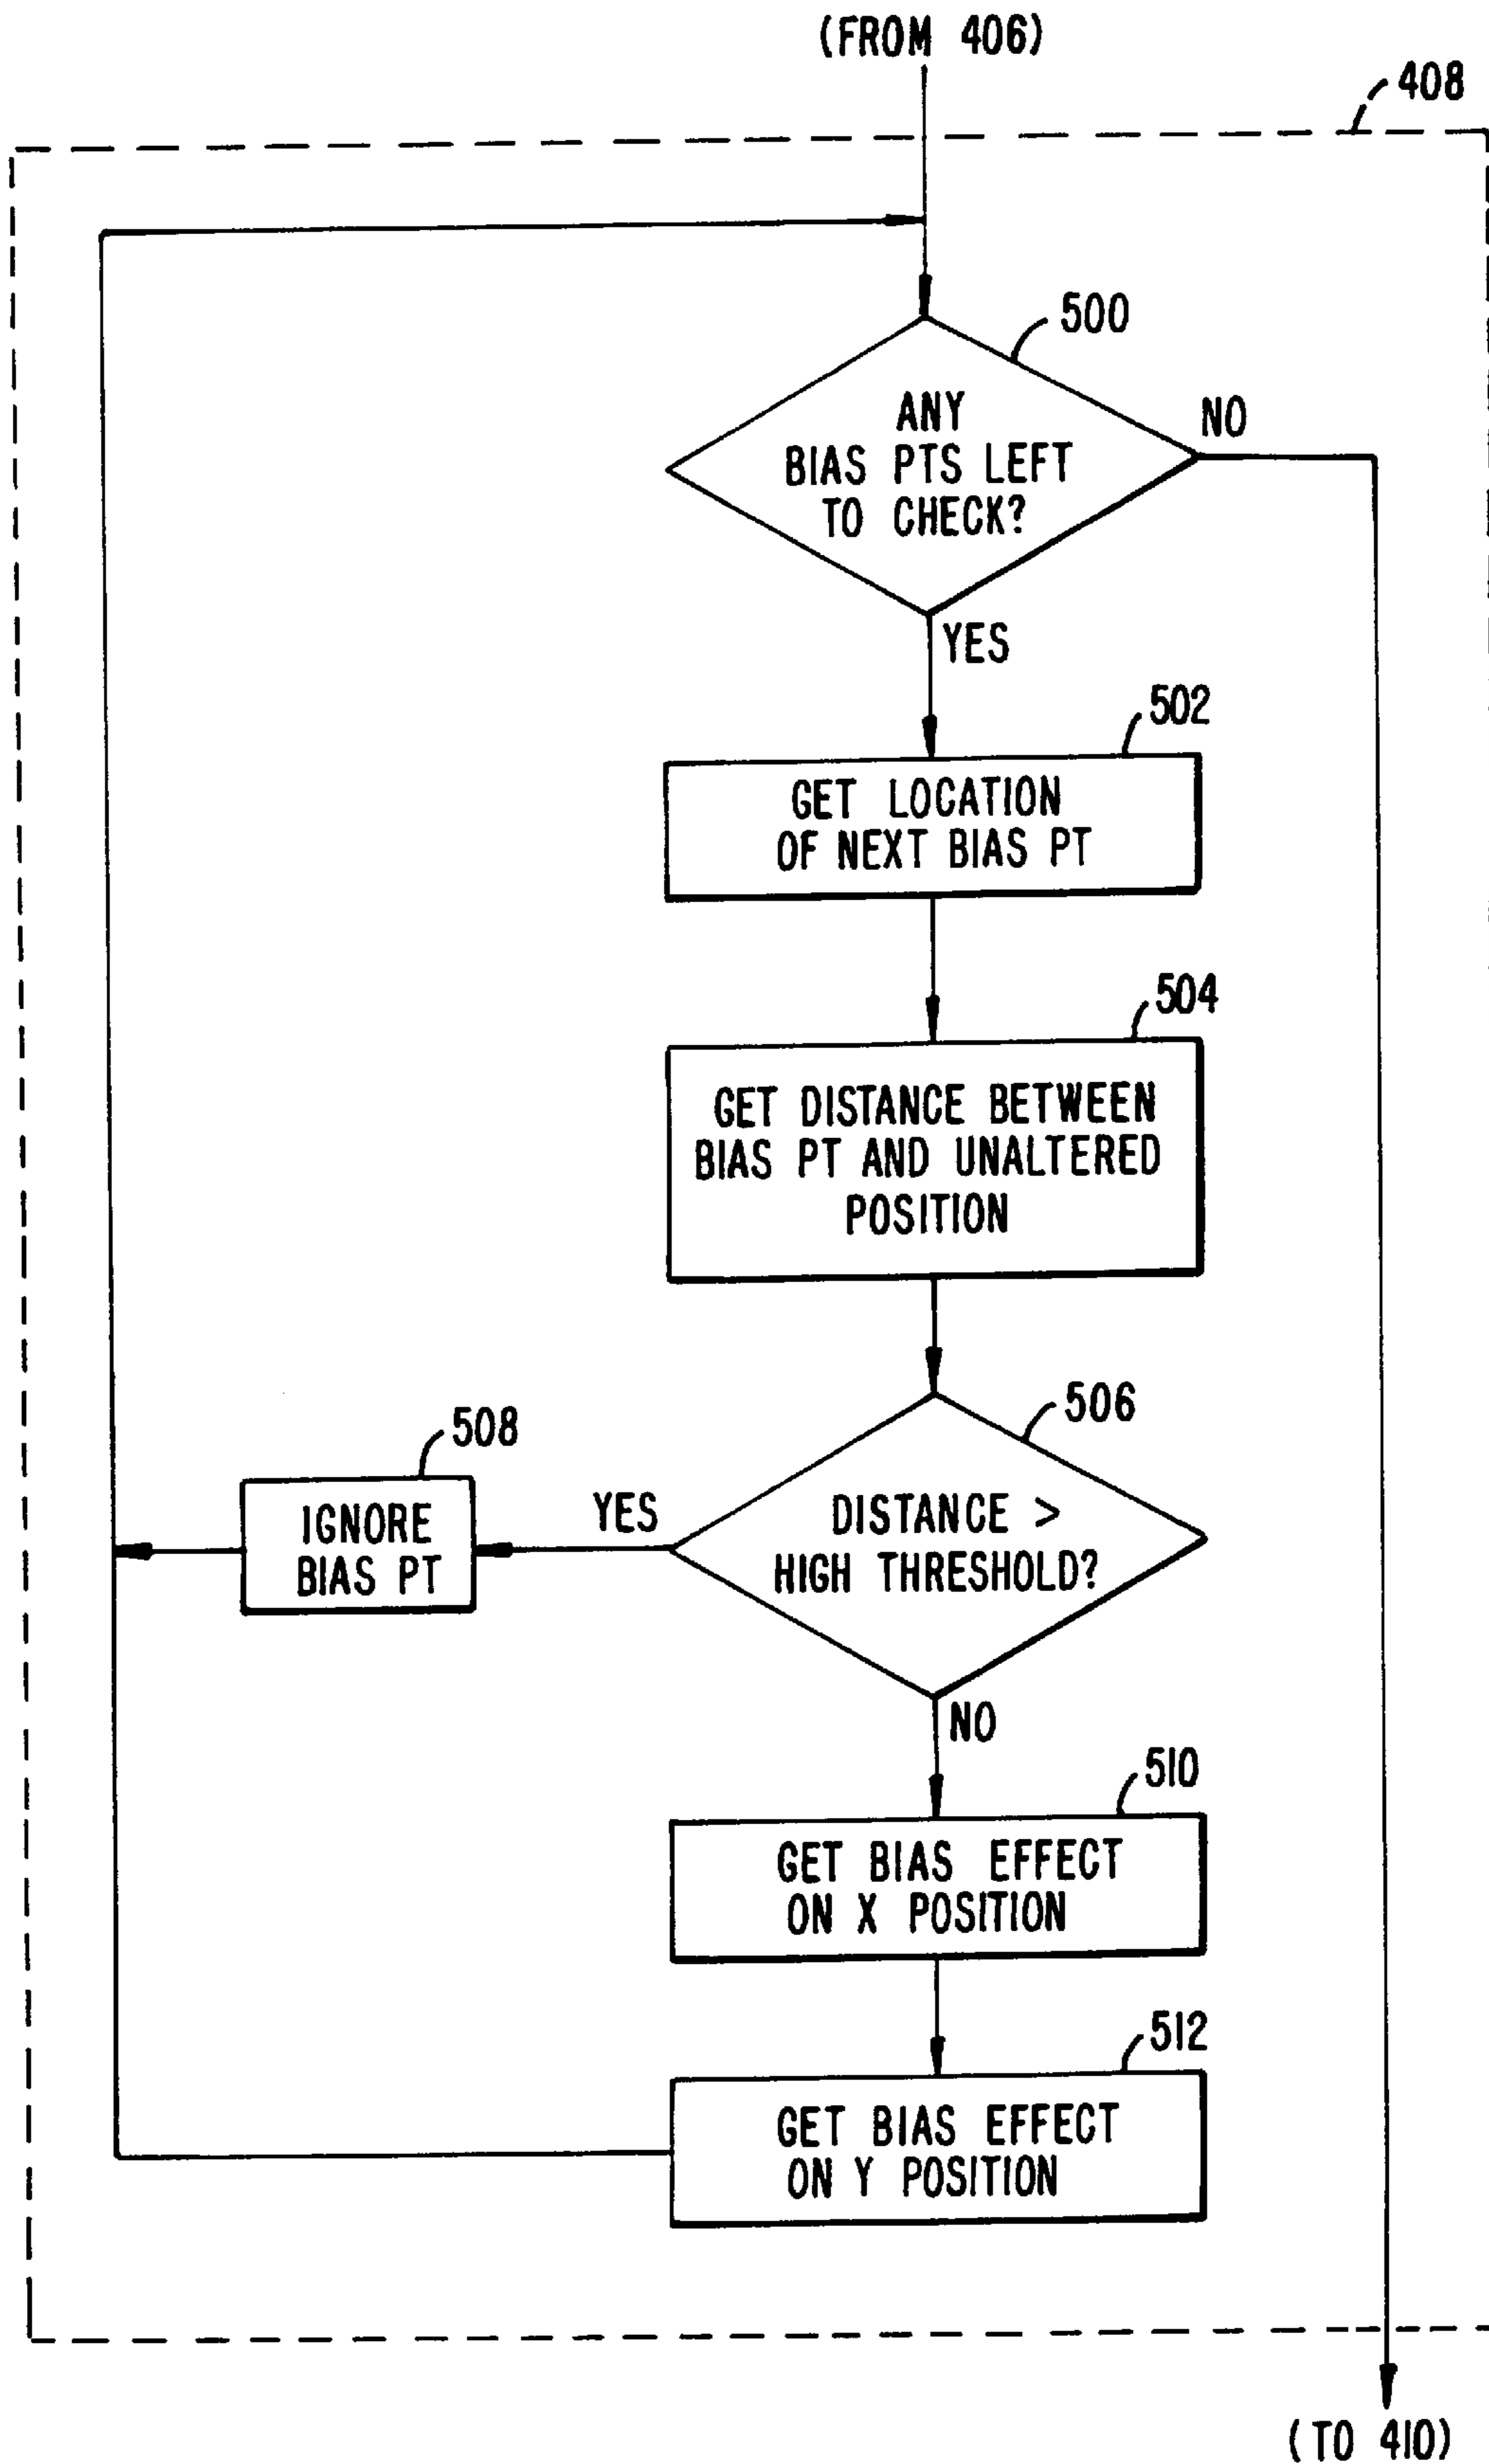 (FROM 406)
408
500
ANY
BIAS PTS LEFT
TO CHECK?
NO
YES
502
GET LOCATION
OF NEXT BIAS PT
504
GET DISTANCE BETWEEN
BIAS PT AND UNALTERED
POSITION
506
508
DISTANCE >
HIGH THRESHOLD?
YES
IGNORE
BIAS PT
NO
510
GET BIAS EFFECT
ON X POSITION
512
GET BIAS EFFECT
ON Y POSITION
(TO 410)